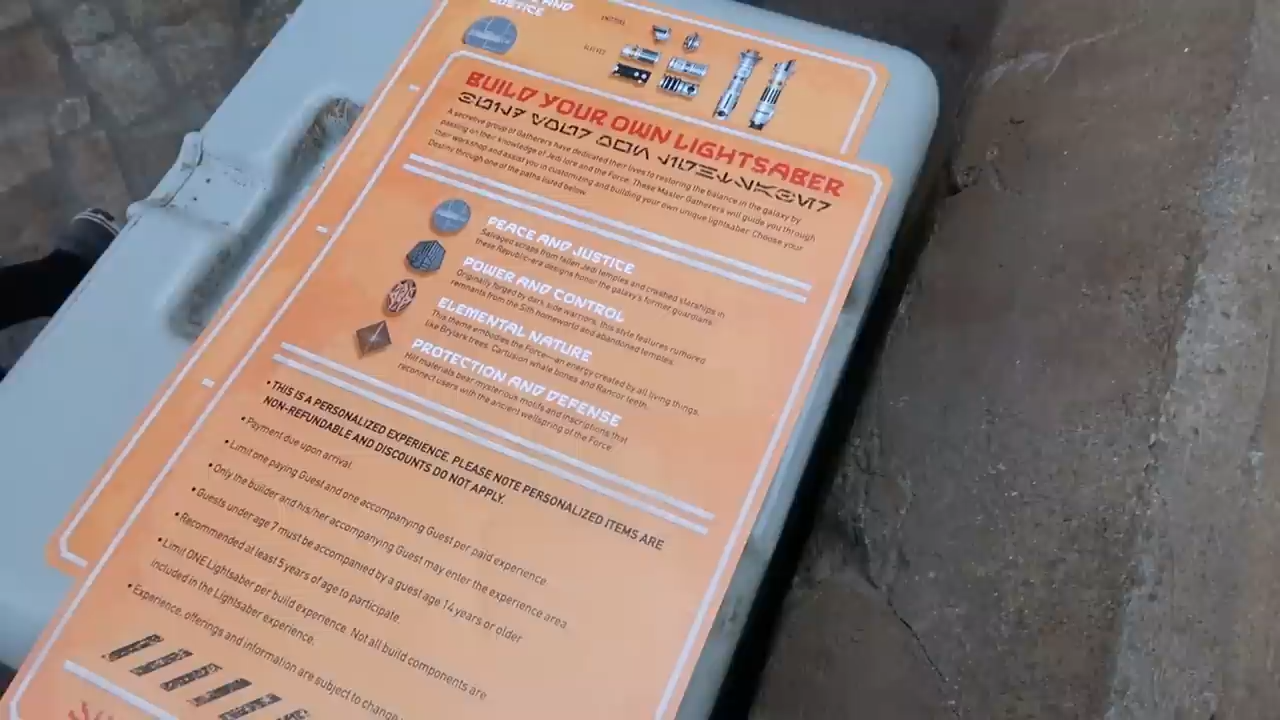 JUSTICE
BUILD YOUR OWN LIGHTSABER
A secretive group of Gatherers have dedicated their lives to restoring the balance in the galaxy by
passing on their knowledge of Jedi lore and the Force. These Master Gatherers will guide you through
their workshop and assist you in customizing and building your own unique lightsaber. Choose your
Destiny through one of the paths listed below.
PEACE AND JUSTICE
Salvaged scraps from fallen Jedi temples and crashed starships in
these Republic-era designs honor the galaxy's former guardians.
POWER AND CONTROL
Originally forged by dark side warriors, this style features rumored
remnants from the Sith homeworld and abandoned temples.
ELEMENTAL NATURE
This theme embodies the Force—an energy created by all living things,
like Brylark trees, Cartusion whale bones and Rancor teeth.
PROTECTION AND DEFENSE
Hilt materials bear mysterious motifs and inscriptions that
reconnect users with the ancient wellspring of the Force.
• THIS IS A PERSONALIZED EXPERIENCE. PLEASE NOTE PERSONALIZED ITEMS ARE
NON-REFUNDABLE AND DISCOUNTS DO NOT APPLY.
• Payment due upon arrival.
• Limit one paying Guest and one accompanying Guest per paid experience.
• Only the builder and his/her accompanying Guest may enter the experience area.
• Guests under age 7 must be accompanied by a guest age 14 years or older
• Recommended at least 5 years of age to participate.
• Limit ONE Lightsaber per build experience. Not all build components are
included in the Lightsaber experience.
• Experience, offerings and information are subject to change